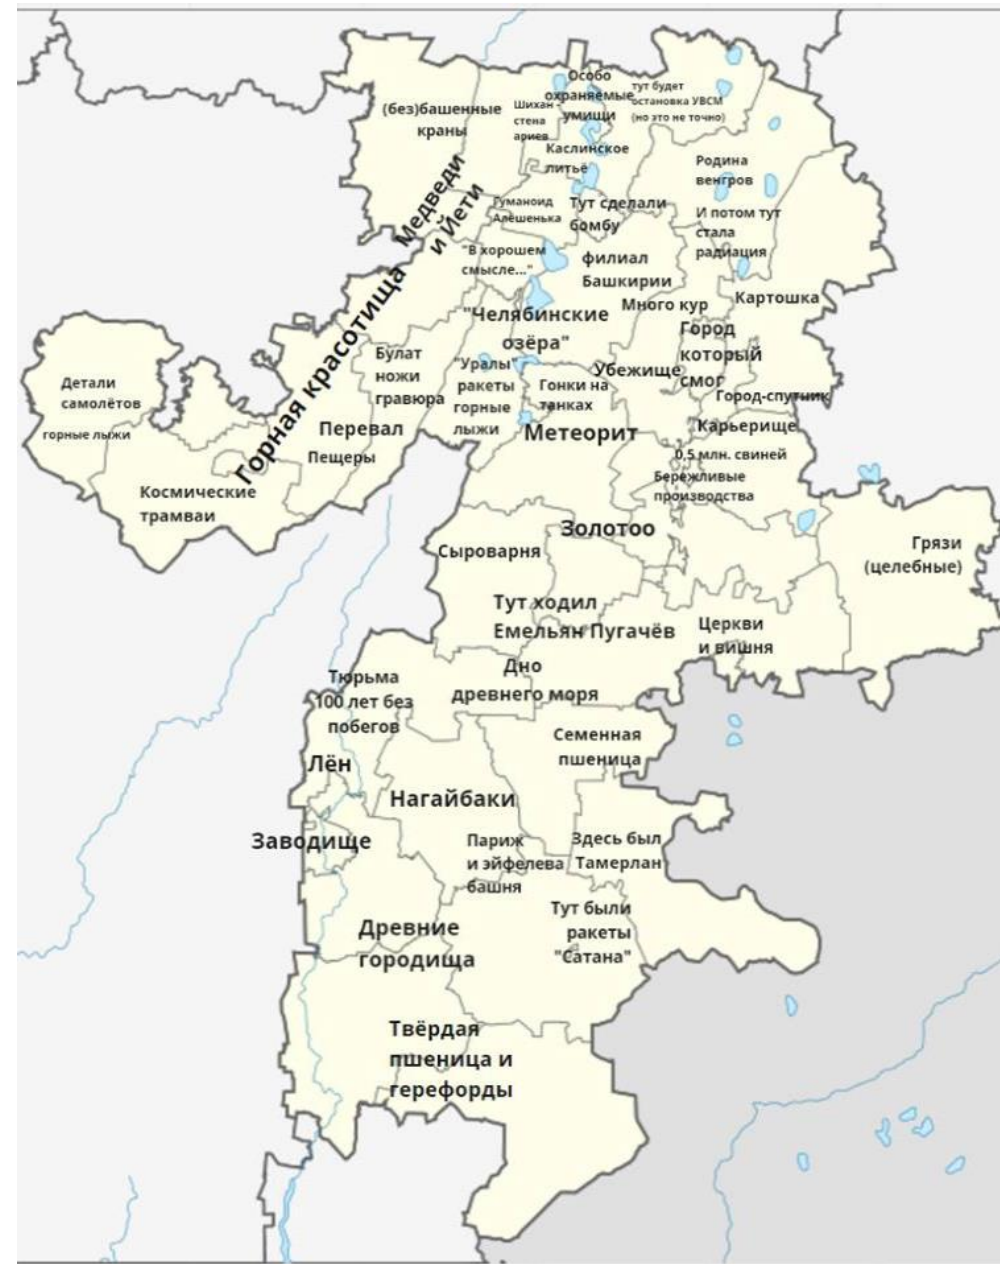 (без)башенные
краны
Шихан -
стена
ариев
Особо
охраняемые
умищи
тут будет
остановка УВСМ
(но это не точно)
Каслинское
литьё
Родина
венгров
Медведи
и Йети
Гуманоид
Алёшенька
Тут сделали
бомбу
И потом тут
стала
радиация
"В хорошем
смысле..."
филиал
Башкирии
Много кур
Картошка
"Челябинские
озёра"
Город
который
смог
Горная красотища
Булат
ножи
гравюра
"Уралы"
ракеты
горные
лыжи
Убежище
Гонки на
танках
Город-спутник
Детали
самолётов
горные лыжи
Перевал
Пещеры
Метеорит
Карьерище
0,5 млн. свиней
Бережливые
производства
Космические
трамваи
Золотоо
Сыроварня
Грязи
(целебные)
Тут ходил
Емельян Пугачёв
Церкви
и вишня
Дно
древнего моря
Тюрьма
100 лет без
побегов
Семенная
пшеница
Лён
Нагайбаки
Заводище
Париж
и эйфелева
башня
Здесь был
Тамерлан
Древние
городища
Тут были
ракеты
"Сатана"
Твёрдая
пшеница и
герефорды